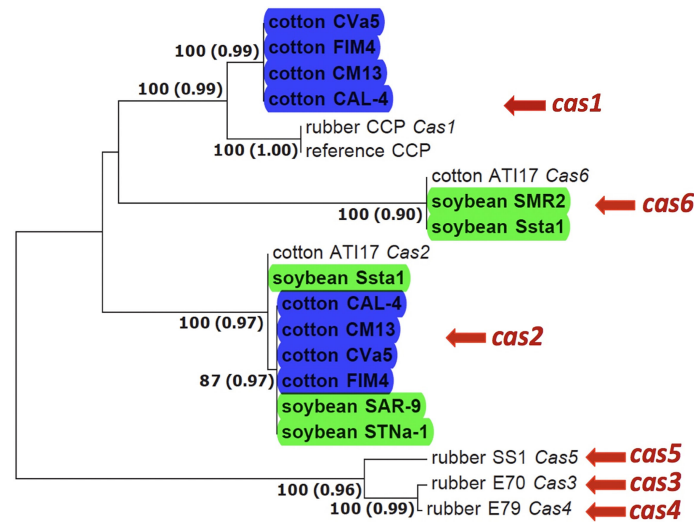 cotton CVa5
100 (0.99)
cotton FIM4
cotton CM13
100 (0.99)
cotton CAL-4
cas1
rubber CCP Cas1
100 (1.00)
reference CCP
cotton ATI17 Cas6
soybean SMR2
cas6
100 (0.90)
soybean Ssta1
cotton ATI17 Cas2
soybean Ssta1
cotton CAL-4
100 (0.97)
cotton CM13
cas2
cotton CVa5
87 (0.97)
cotton FIM4
soybean SAR-9
soybean STNa-1
rubber SS1 Cas5
cas5
100 (0.96)
rubber E70 Cas3
cas3
100 (0.99)
rubber E79 Cas4
cas4